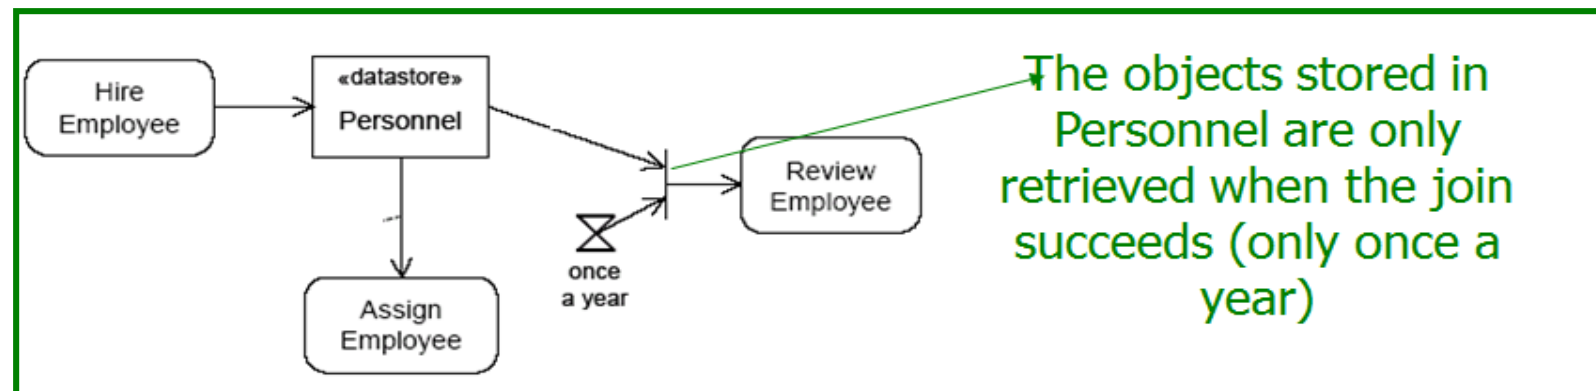 Hire
Employee
«datastore»
Personnel
Assign
Employee
once
a year
Review
Employee
The objects stored in
Personnel are only
retrieved when the join
succeeds (only once a
year)